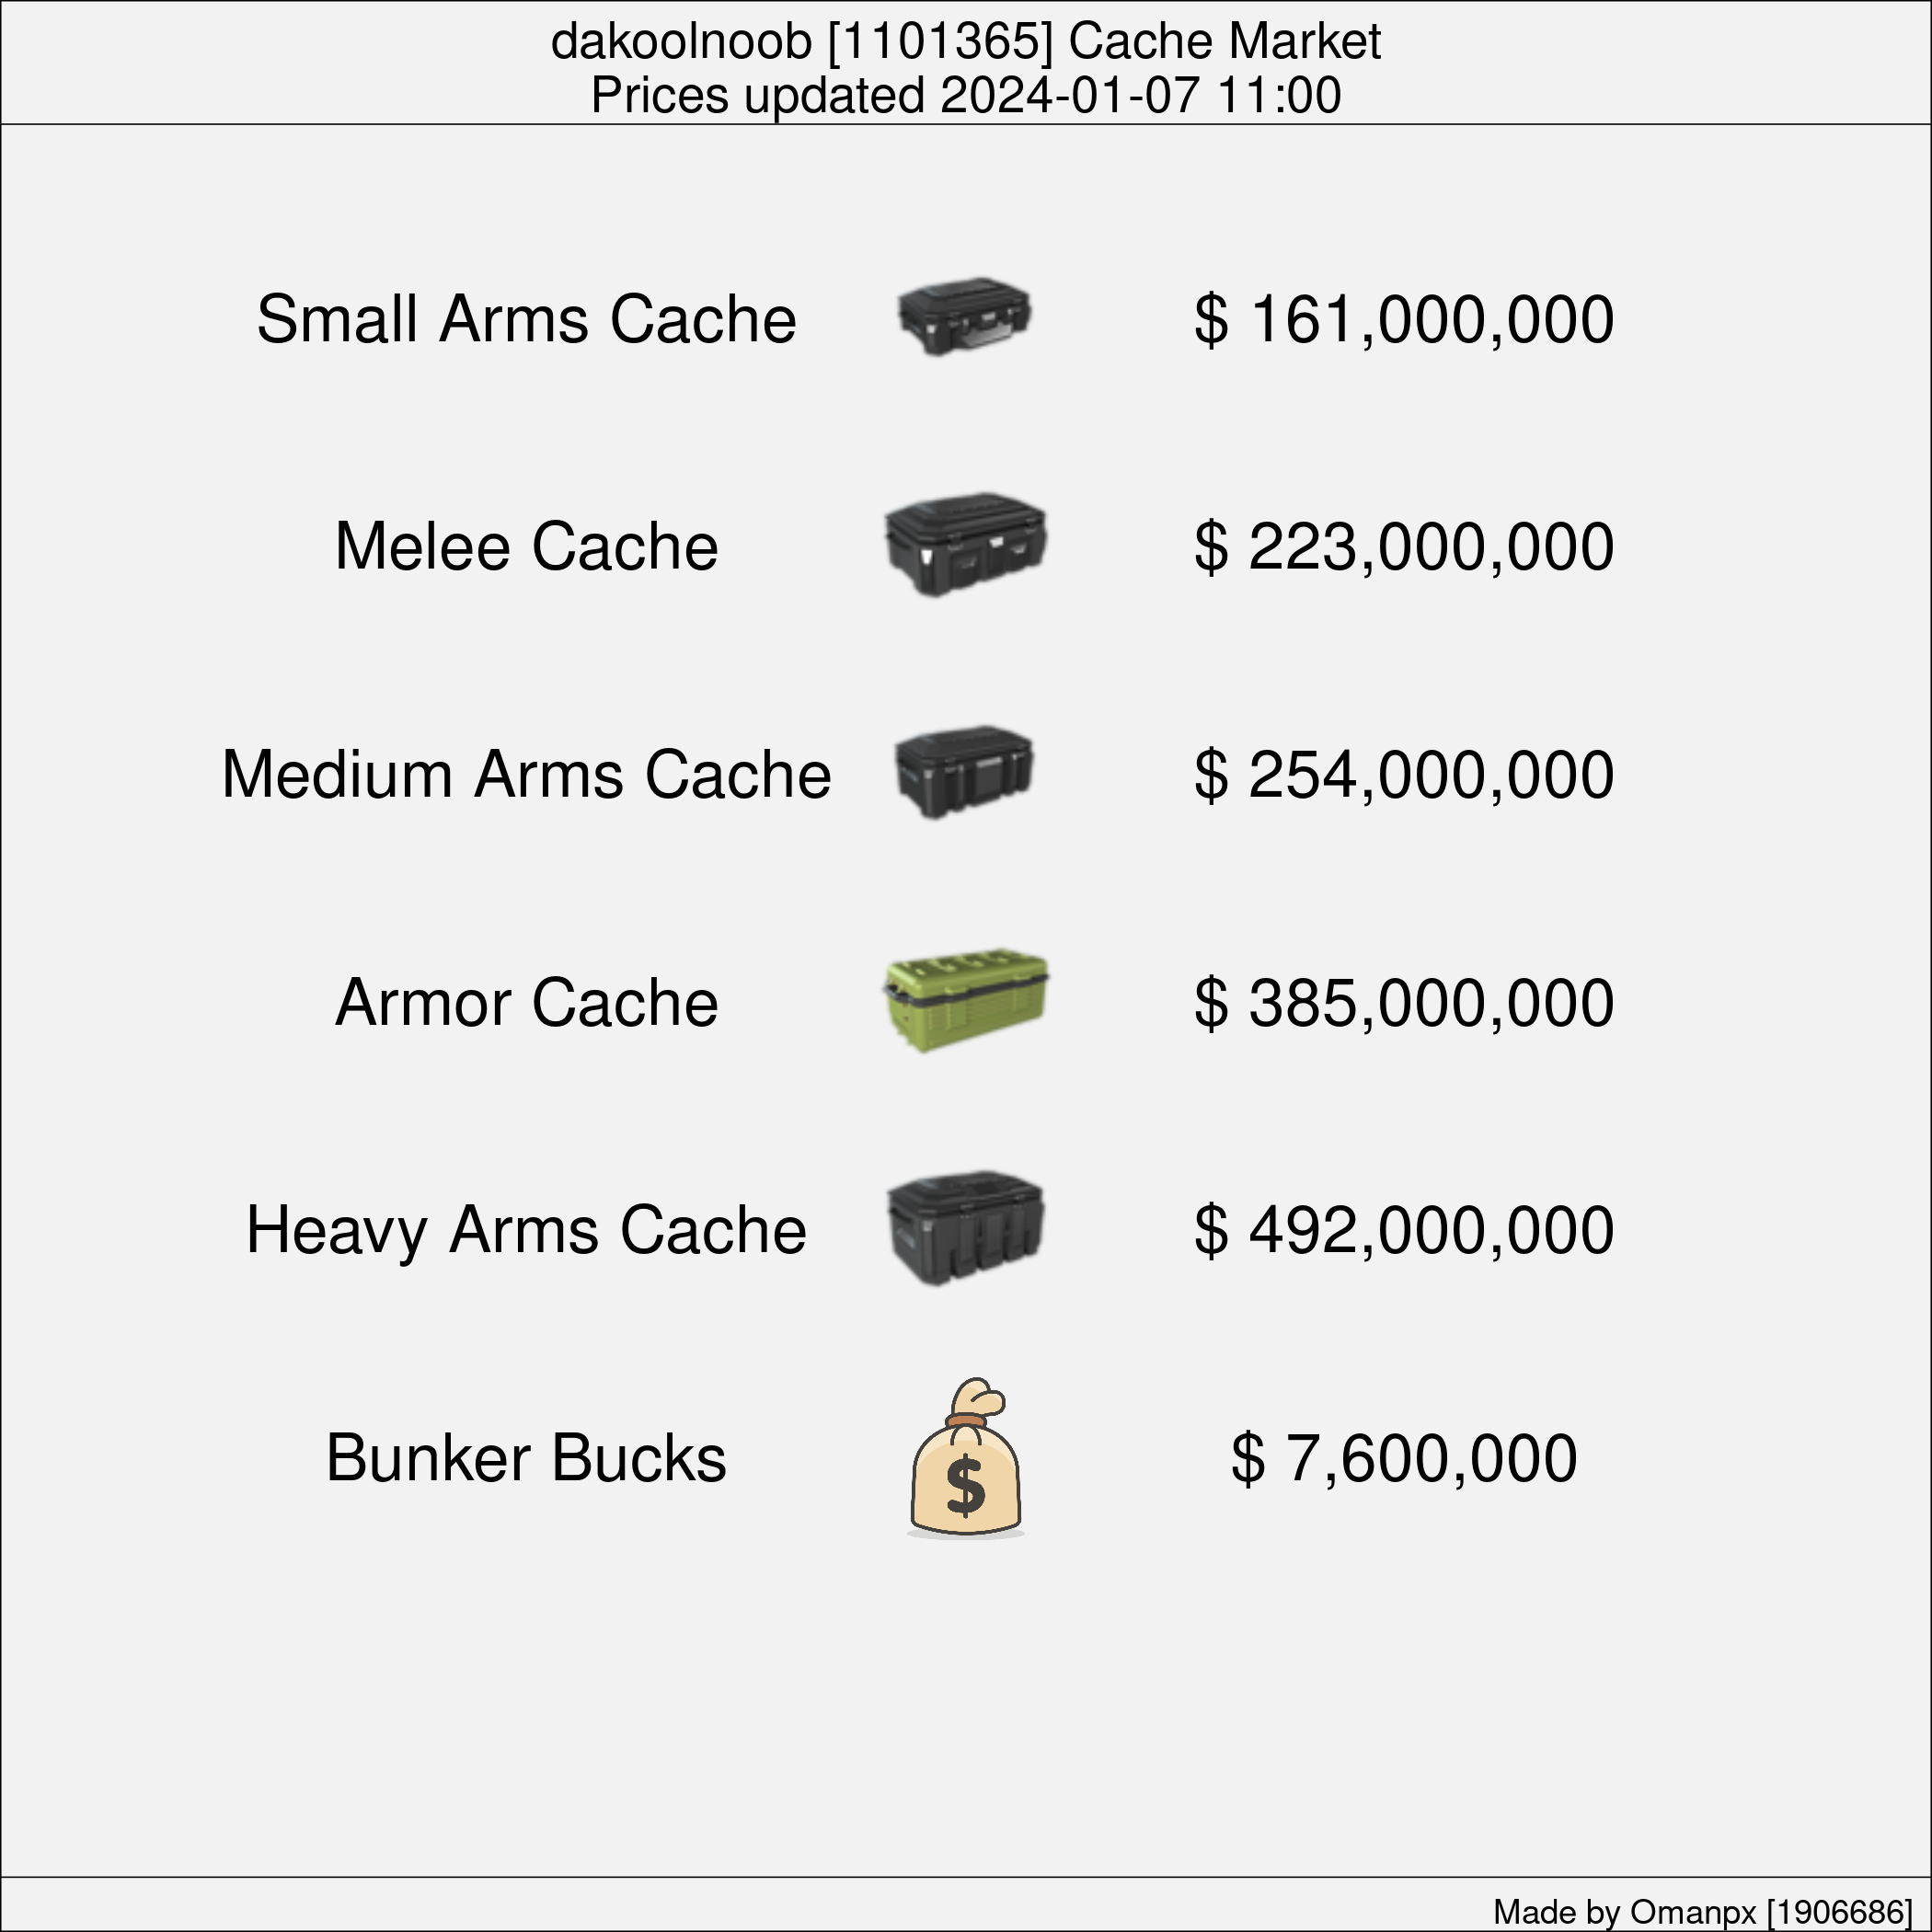 dakoolnoob [1101365] Cache Market
Prices updated 2024-01-07 11:00
Small Arms Cache $ 161,000,000
Melee Cache $ 223,000,000
Medium Arms Cache $ 254,000,000
Armor Cache $ 385,000,000
Heavy Arms Cache $ 492,000,000
Bunker Bucks $ $ 7,600,000
Made by Omanpx [1906686]